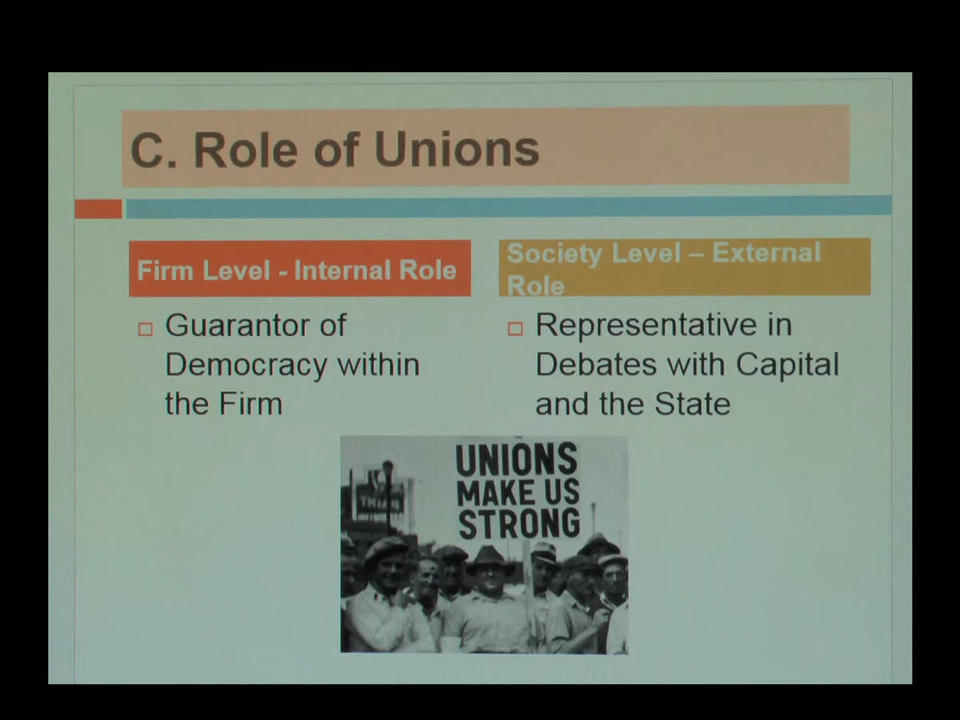 C. Role of Unions
Firm Level - Internal Role
Guarantor of
Democracy within
the Firm
Society Level – External
Role
Representative in
Debates with Capital
and the State
UNIONS
MAKE US
STRONG